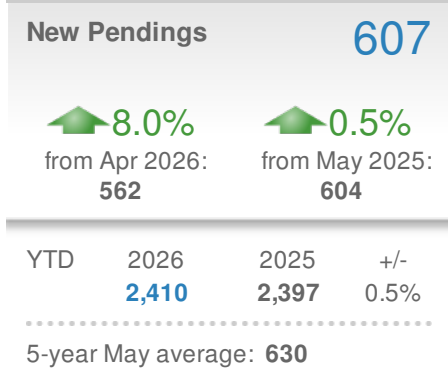 New Pendings 607
8.0% 0.5%
from Apr 2026: from May 2025:
562 604
YTD 2026 2025 +/-
2,410 2,397 0.5%
5-year May average: 630